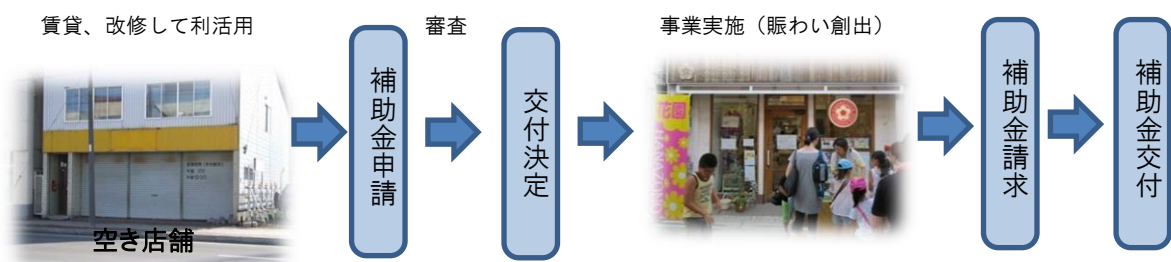 賃貸、改修して利活用
空き店舗
補助金申請
審査
交付決定
事業実施（賑わい創出）
花園
補助金請求
補助金交付